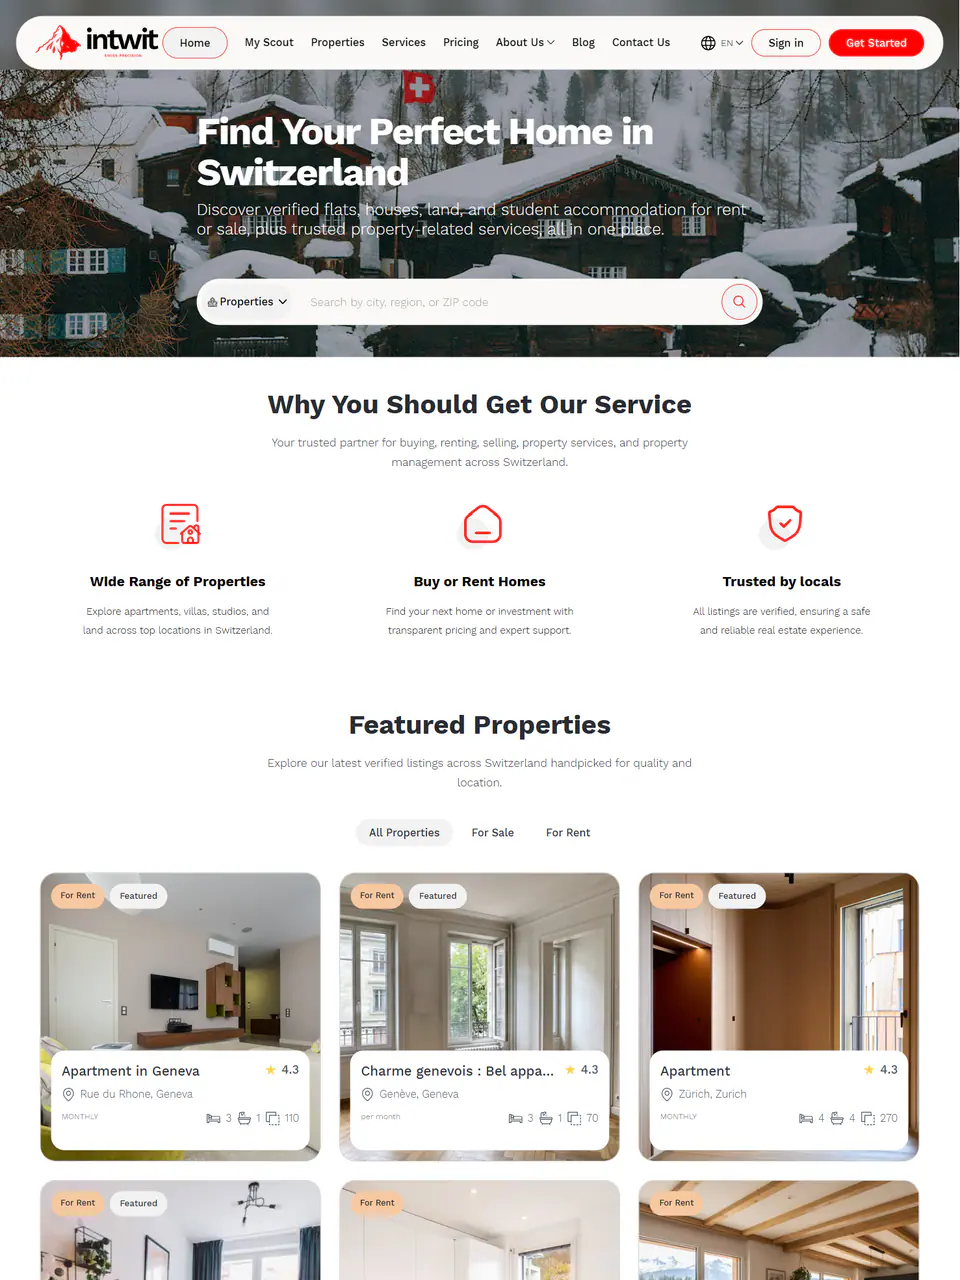 intwit
SWISS PRECISION
Home
My Scout
Properties
Services
Pricing
About Us
Blog
Contact Us
EN
Sign in
Get Started
Find Your Perfect Home in
Switzerland
Discover verified flats, houses, land, and student accommodation for rent
or sale, plus trusted property-related services, all in one place.
Properties
Search by city, region, or ZIP code
Why You Should Get Our Service
Your trusted partner for buying, renting, selling, property services, and property
management across Switzerland.
Wide Range of Properties
Explore apartments, villas, studios, and
land across top locations in Switzerland.
Buy or Rent Homes
Find your next home or investment with
transparent pricing and expert support.
Trusted by locals
All listings are verified, ensuring a safe
and reliable real estate experience.
Featured Properties
Explore our latest verified listings across Switzerland handpicked for quality and
location.
All Properties
For Sale
For Rent
For Rent
Featured
Apartment in Geneva
4.3
Rue du Rhone, Geneva
MONTHLY
3
1
110
For Rent
Featured
Charme genevois : Bel appa...
4.3
Genève, Geneva
per month
3
1
70
For Rent
Featured
Apartment
4.3
Zürich, Zurich
MONTHLY
4
4
270
For Rent
Featured
For Rent
For Rent